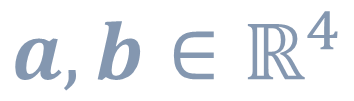 𝒂, 𝒃 ∈ ℝ⁴